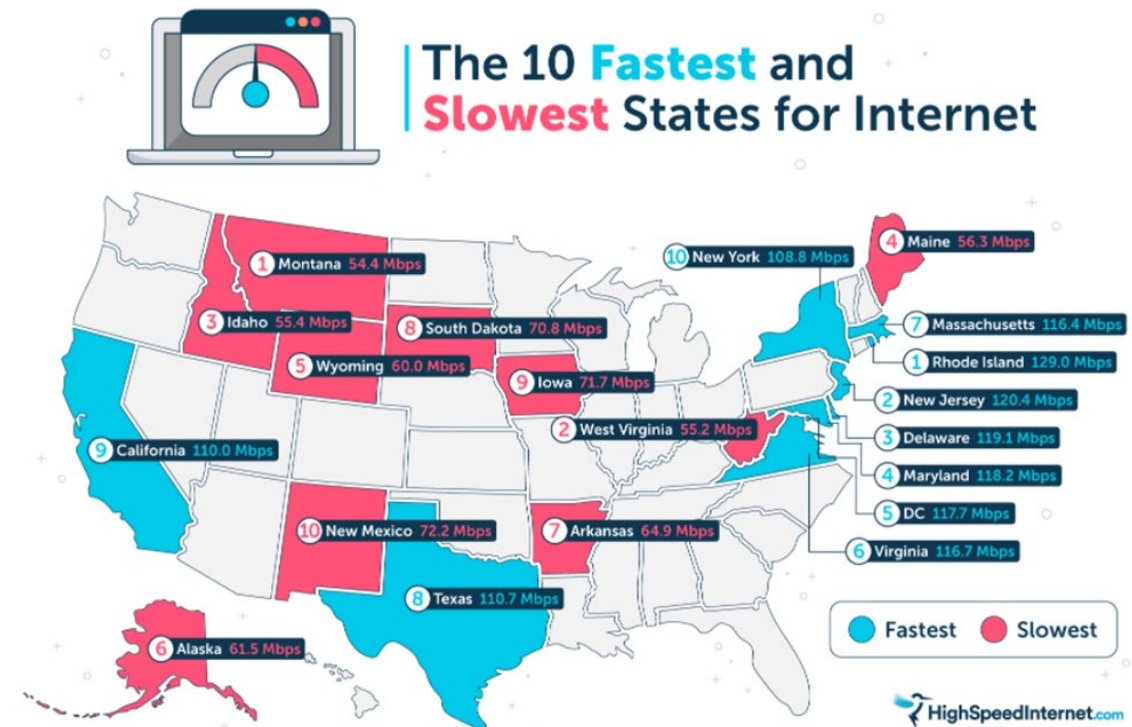 The 10 Fastest and
Slowest States for Internet
1 Montana 54.4 Mbps
10 New York 108.8 Mbps
4 Maine 56.3 Mbps
3 Idaho 55.4 Mbps
8 South Dakota 70.8 Mbps
7 Massachusetts 116.4 Mbps
5 Wyoming 60.0 Mbps
1 Rhode Island 129.0 Mbps
9 Iowa 71.7 Mbps
2 New Jersey 120.4 Mbps
2 West Virginia 55.2 Mbps
3 Delaware 119.1 Mbps
9 California 110.0 Mbps
4 Maryland 118.2 Mbps
5 DC 117.7 Mbps
10 New Mexico 72.2 Mbps
7 Arkansas 64.9 Mbps
6 Virginia 116.7 Mbps
8 Texas 110.7 Mbps
Fastest Slowest
6 Alaska 61.5 Mbps
HighSpeedInternet.com